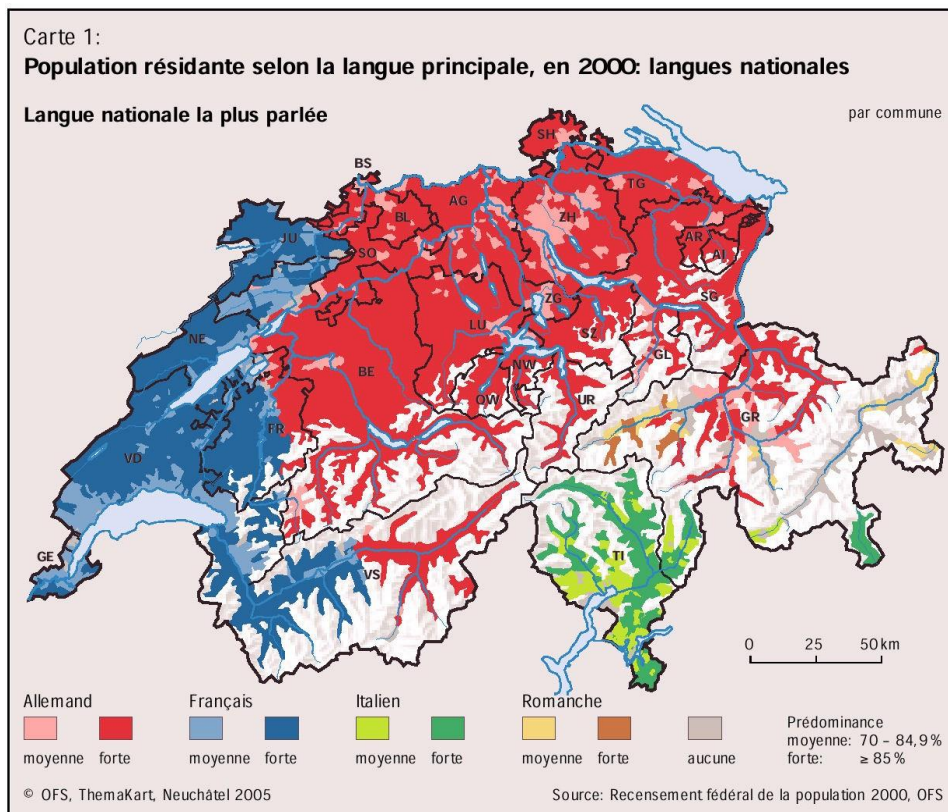 Carte 1:
Population résidante selon la langue principale, en 2000: langues nationales
Langue nationale la plus parlée
par commune
SH
BS
TG
AG
BL
ZH
JU
AR
SO
AI
SG
ZG
NE
LU
SZ
GL
NW
BE
OW
UR
GR
FR
VD
GE
TI
VS
0 25 50 km
Allemand Français Italien Romanche
moyenne forte moyenne forte moyenne forte moyenne forte aucune
Prédominance
moyenne: 70 – 84,9%
forte: ≥ 85%
© OFS, ThemaKart, Neuchâtel 2005
Source: Recensement fédéral de la population 2000, OFS